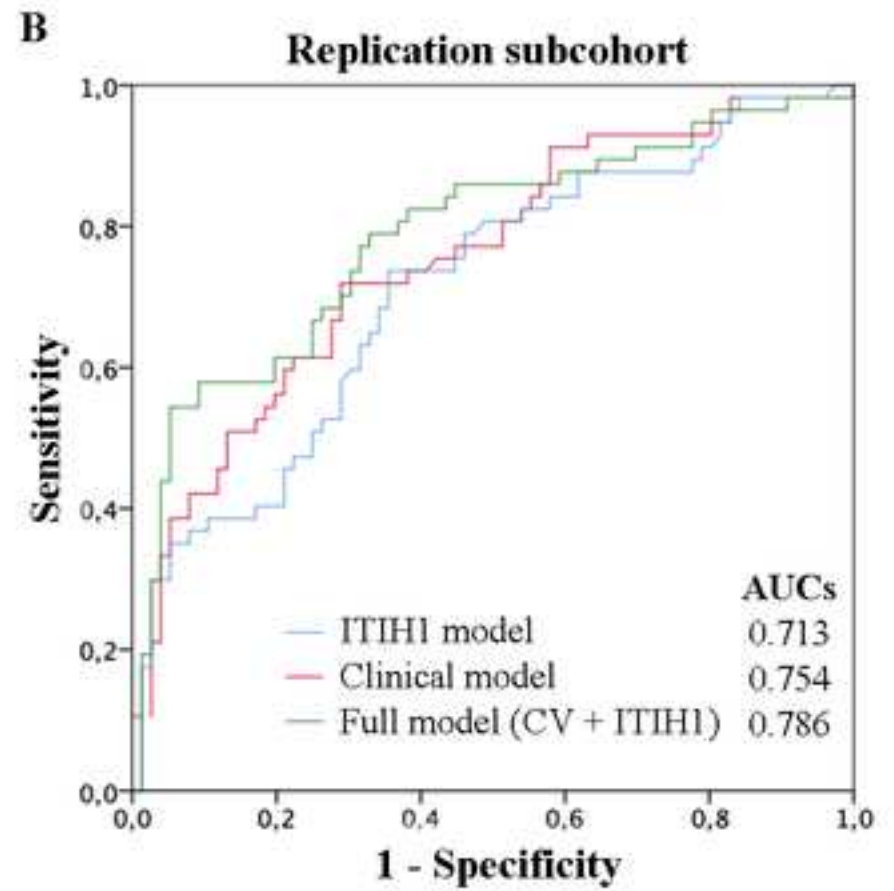 B
Replication subcohort
1,0
0,8
0,6
0,4
0,2
0,0
Sensitivity
AUCs
ITIH1 model 0.713
Clinical model 0.754
Full model (CV + ITIH1) 0.786
0,0 0,2 0,4 0,6 0,8 1,0
1 - Specificity